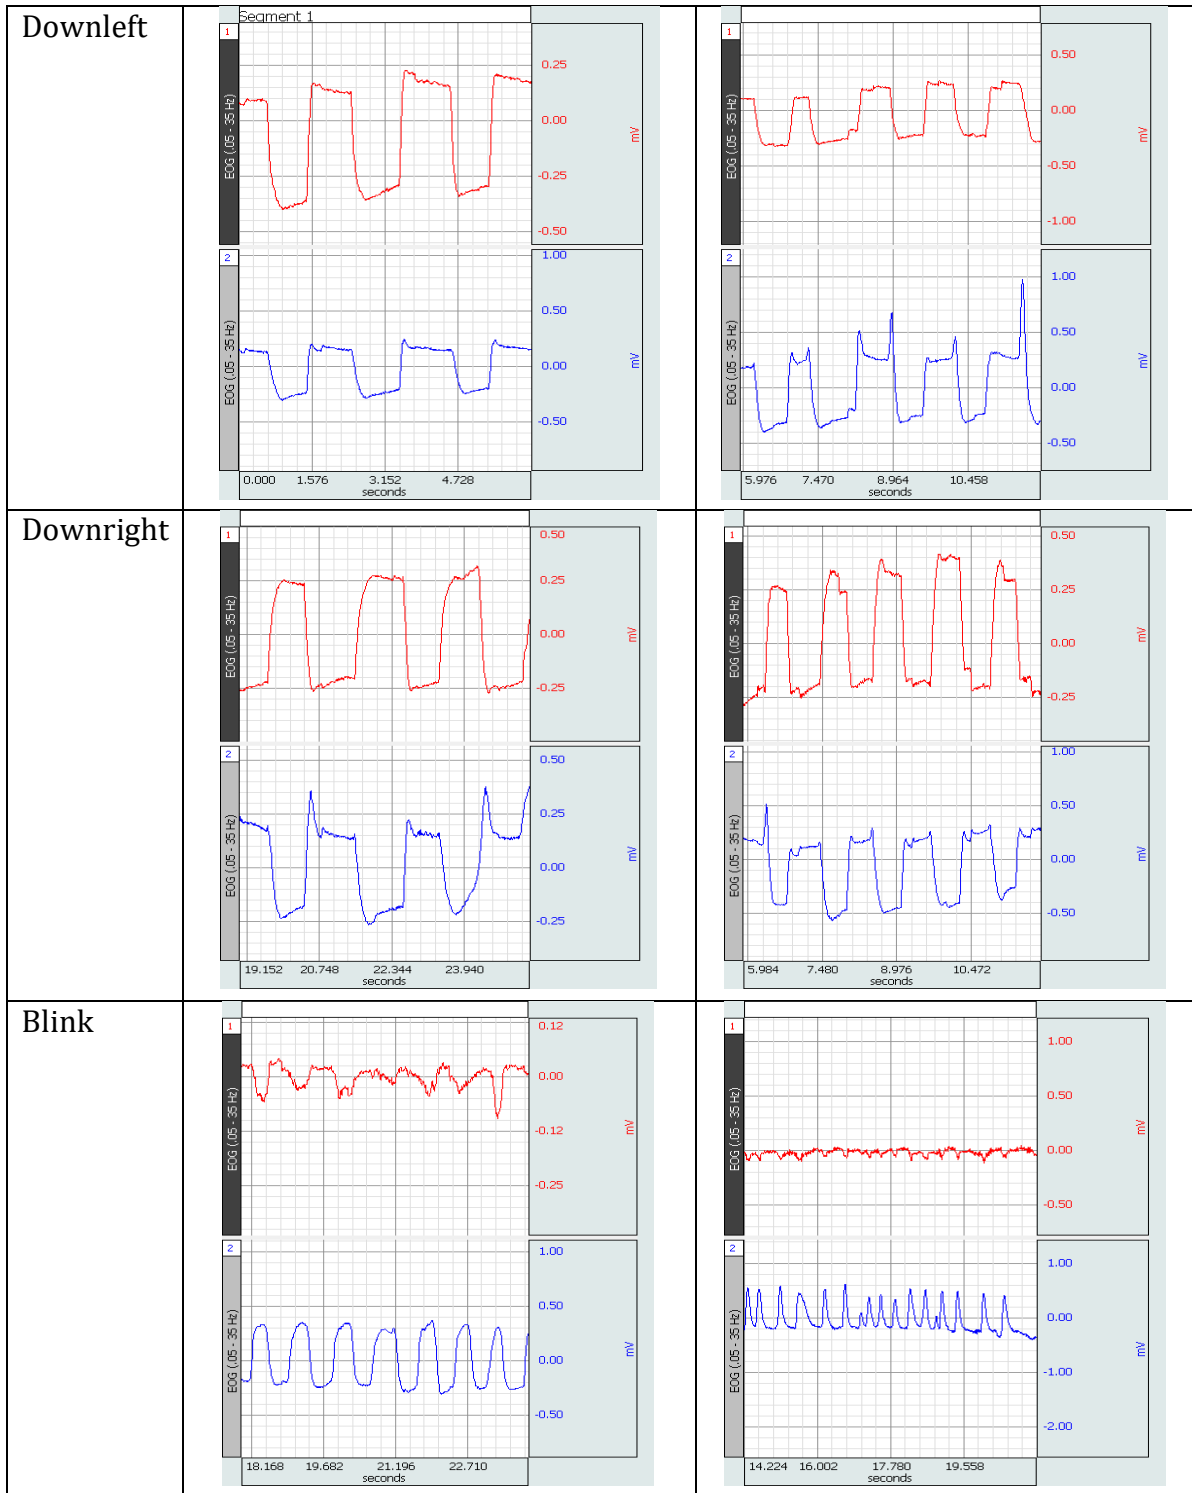 Downleft
Segment 1
1
EOG (.05 - 35 Hz)
0.25
0.00
-0.25
-0.50
mV
2
EOG (.05 - 35 Hz)
1.00
0.50
0.00
-0.50
mV
0.000 1.576 3.152 4.728
seconds
1
EOG (.05 - 35 Hz)
0.50
0.00
-0.50
-1.00
mV
2
EOG (.05 - 35 Hz)
1.00
0.50
0.00
-0.50
mV
5.976 7.470 8.964 10.458
seconds
Downright
1
EOG (.05 - 35 Hz)
0.50
0.25
0.00
-0.25
mV
2
EOG (.05 - 35 Hz)
0.50
0.25
0.00
-0.25
mV
19.152 20.748 22.344 23.940
seconds
1
EOG (.05 - 35 Hz)
0.50
0.25
0.00
-0.25
mV
2
EOG (.05 - 35 Hz)
1.00
0.50
0.00
-0.50
mV
5.984 7.480 8.976 10.472
seconds
Blink
1
EOG (.05 - 35 Hz)
0.12
0.00
-0.12
-0.25
mV
2
EOG (.05 - 35 Hz)
1.00
0.50
0.00
-0.50
mV
18.168 19.682 21.196 22.710
seconds
1
EOG (.05 - 35 Hz)
1.00
0.50
0.00
-0.50
mV
2
EOG (.05 - 35 Hz)
1.00
0.00
-1.00
-2.00
mV
14.224 16.002 17.780 19.558
seconds